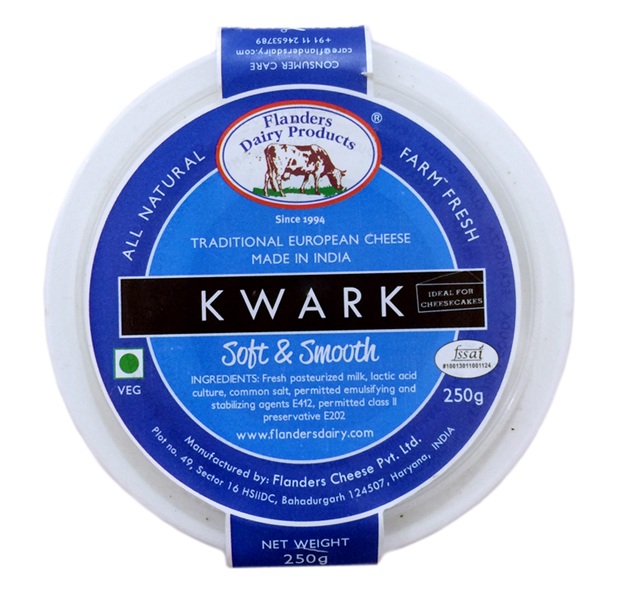 CONSUMER CARE
care@flandersdairy.com
+91 11 24653789
Flanders
Dairy Products
®
Since 1994
ALL NATURAL
FARM FRESH
TRADITIONAL EUROPEAN CHEESE
MADE IN INDIA
KWARK
IDEAL FOR
CHEESECAKES
Soft & Smooth
INGREDIENTS: Fresh pasteurized milk, lactic acid
culture, common salt, permitted emulsifying and
stabilizing agents E412, permitted class II
preservative E202
www.flandersdairy.com
VEG
fssai
250g
Manufactured by: Flanders Cheese Pvt. Ltd.
Plot no. 49, Sector 16 HSIIDC, Bahadurgarh 124507, Haryana, INDIA
NET WEIGHT
250g